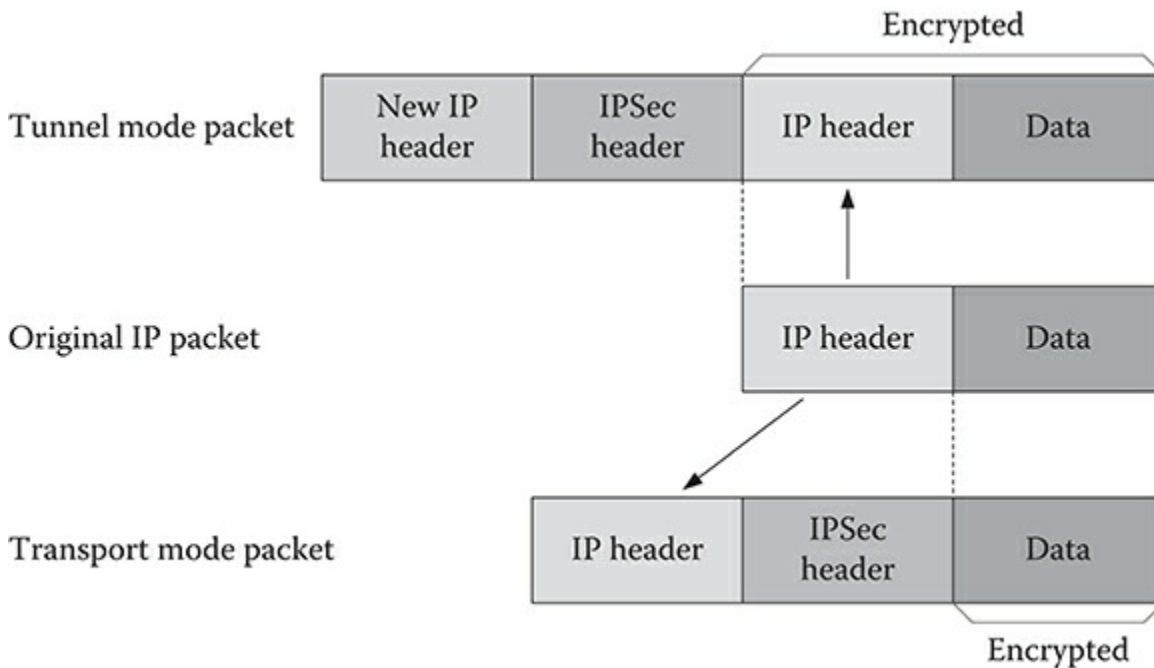 Encrypted
Tunnel mode packet
New IP
header
IPSec
header
IP header
Data
Original IP packet
IP header
Data
Transport mode packet
IP header
IPSec
header
Data
Encrypted